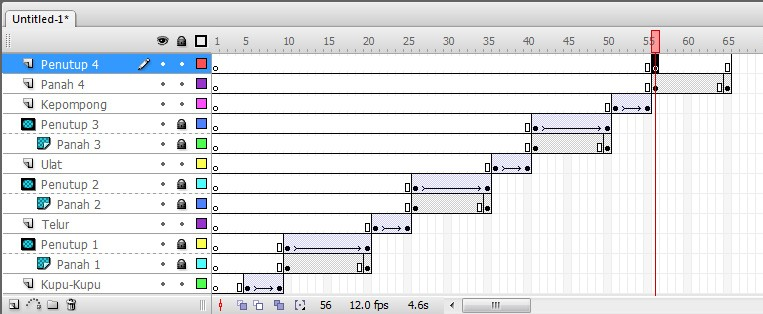 Untitled-1*
1 5 10 15 20 25 30 35 40 45 50 55 60 65
Penutup 4
Panah 4
Kepompong
Penutup 3
Panah 3
Ulat
Penutup 2
Panah 2
Telur
Penutup 1
Panah 1
Kupu-Kupu
56 12.0 fps 4.6s